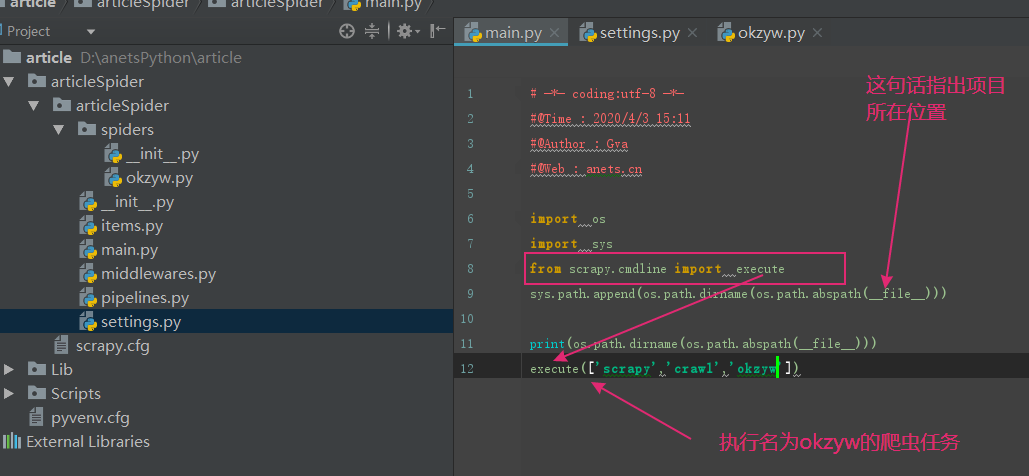 article articleSpider articleSpider main.py
Project
main.py settings.py okzyw.py
article D:\anetsPython\article
articleSpider
articleSpider
spiders
__init__.py
okzyw.py
__init__.py
items.py
main.py
middlewares.py
pipelines.py
settings.py
scrapy.cfg
Lib
Scripts
pyvenv.cfg
External Libraries
这句话指出项目
所在位置
1 # -*- coding:utf-8 -*-
2 #@Time : 2020/4/3 15:11
3 #@Author : Gva
4 #@Web : anets.cn
5
6 import os
7 import sys
8 from scrapy.cmdline import execute
9 sys.path.append(os.path.dirname(os.path.abspath(__file__)))
10
11 print(os.path.dirname(os.path.abspath(__file__)))
12 execute(['scrapy','crawl','okzyw'])
执行名为okzyw的爬虫任务